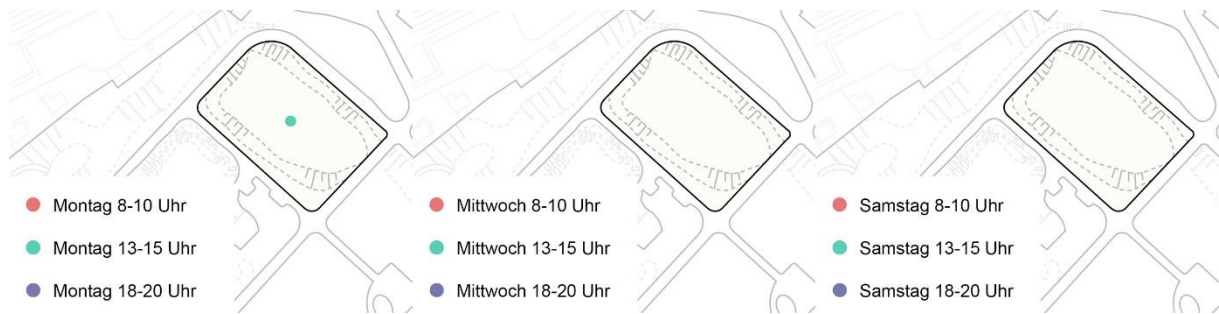 Montag 8-10 Uhr
Montag 13-15 Uhr
Montag 18-20 Uhr
Mittwoch 8-10 Uhr
Mittwoch 13-15 Uhr
Mittwoch 18-20 Uhr
Samstag 8-10 Uhr
Samstag 13-15 Uhr
Samstag 18-20 Uhr